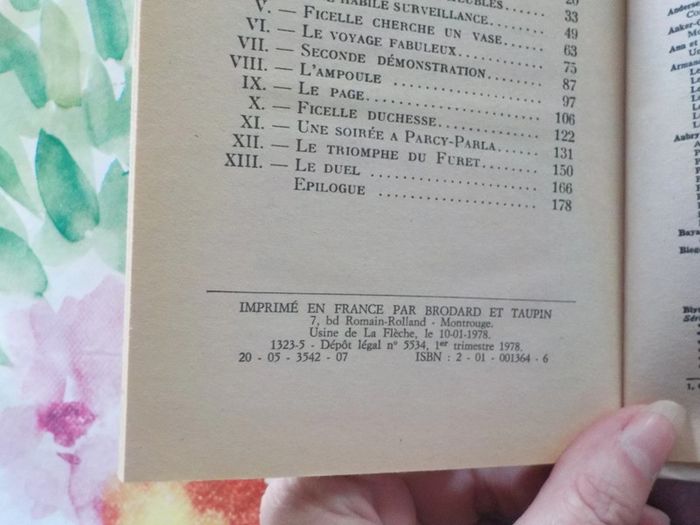 33
V. — Ficelle cherche un vase. 49
VI. — Le voyage fabuleux. 63
VII. — Seconde démonstration. 75
VIII. — L'ampoule 87
IX. — Le page. 97
X. — Ficelle duchesse. 106
XI. — Une soirée a Parcy-Parla. 122
XII. — Le triomphe du Furet. 131
XIII. — Le duel 150
166
Epilogue 178
IMPRIMÉ EN FRANCE PAR BRODARD ET TAUPIN
7, bd Romain-Rolland - Montrouge.
Usine de La Flèche, le 10-01-1978.
1323-5 - Dépôt légal n° 5534, 1er trimestre 1978.
20 - 05 - 3542 - 07 ISBN : 2 - 01 - 001364 - 6